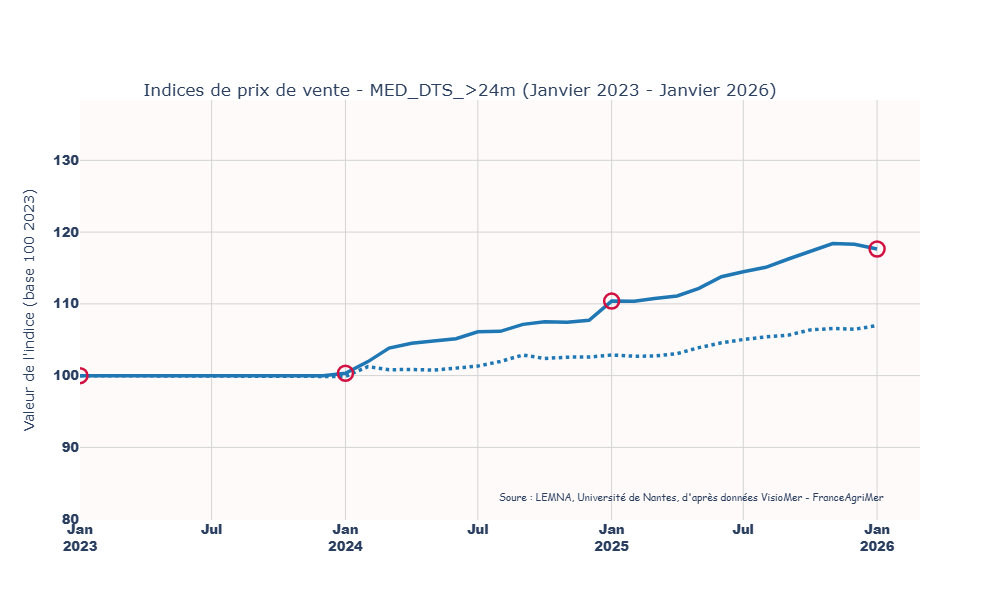 Indices de prix de vente - MED_DTS_>24m (Janvier 2023 - Janvier 2026)
Valeur de l'indice (base 100 2023)
130
120
110
100
90
80
Soure : LEMNA, Université de Nantes, d'après données VisioMer - FranceAgriMer
Jan Jul Jan Jul Jan Jul Jan
2023 2024 2025 2026